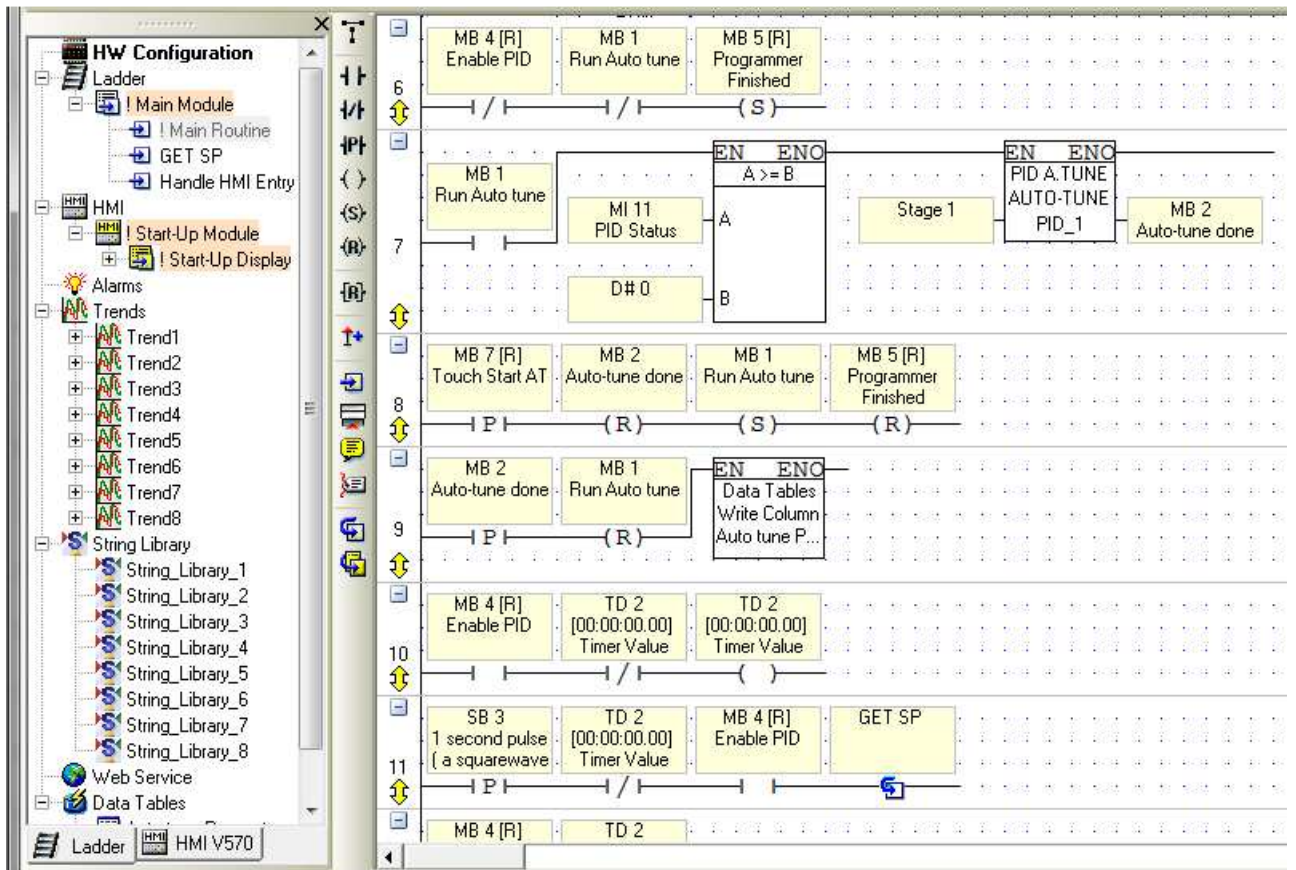 HW Configuration
Ladder
! Main Module
! Main Routine
GET SP
Handle HMI Entry
HMI
! Start-Up Module
! Start-Up Display
Alarms
Trends
Trend1
Trend2
Trend3
Trend4
Trend5
Trend6
Trend7
Trend8
String Library
String_Library_1
String_Library_2
String_Library_3
String_Library_4
String_Library_5
String_Library_6
String_Library_7
String_Library_8
Web Service
Data Tables
Ladder HMI V570
MB 4 [R] MB 1 MB 5 [R]
Enable PID Run Auto tune Programmer
Finished
6
( S )
EN ENO EN ENO
A >= B PID A.TUNE
MB 1 AUTO-TUNE
Run Auto tune PID_1
MI 11 A Stage 1 MB 2
PID Status Auto-tune done
7
D# 0 B
MB 7 [R] MB 2 MB 1 MB 5 [R]
Touch Start AT Auto-tune done Run Auto tune Programmer
Finished
8
P ( R ) ( S ) ( R )
MB 2 MB 1 EN ENO
Auto-tune done Run Auto tune Data Tables
Write Column
9 Auto tune P...
P ( R )
MB 4 [R] TD 2 TD 2
Enable PID [00:00:00.00] [00:00:00.00]
Timer Value Timer Value
10
SB 3 TD 2 MB 4 [R] GET SP
1 second pulse [00:00:00.00] Enable PID
( a squarewave Timer Value
11
P
MB 4 [R] TD 2